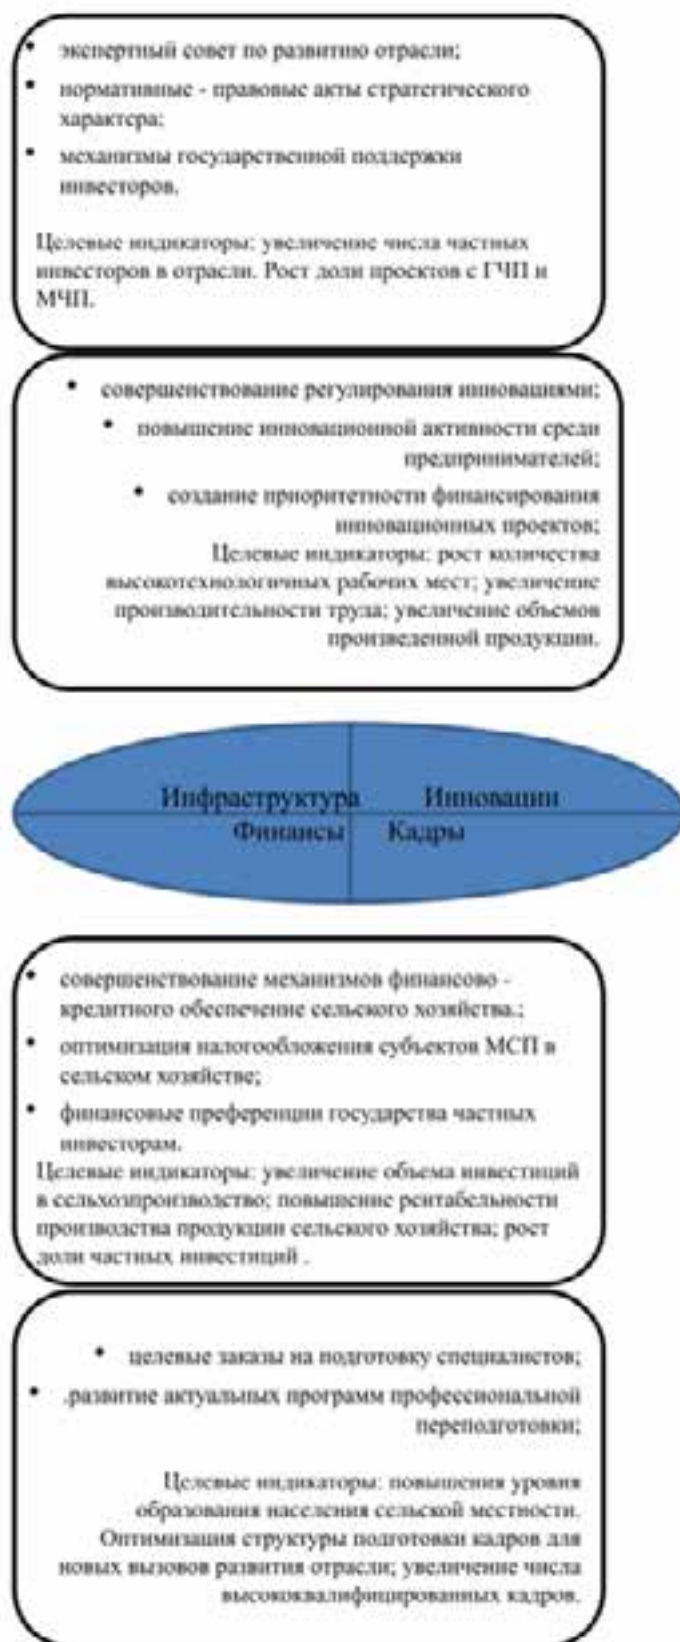 • экспертный совет по развитию отрасли;
• нормативные - правовые акты стратегического
характера;
• механизмы государственной поддержки
инвесторов.
Целевые индикаторы: увеличение числа частных
инвесторов в отрасли. Рост доли проектов с ГЧП и
МЧП.
• совершенствование регулирования инновациями;
• повышение инновационной активности среди
предпринимателей;
• создание приоритетности финансирования
инновационных проектов;
Целевые индикаторы: рост количества
высокотехнологичных рабочих мест; увеличение
производительности труда; увеличение объемов
произведенной продукции.
Инфраструктура Инновации
Финансы Кадры
• совершенствование механизмов финансово -
кредитного обеспечение сельского хозяйства.;
• оптимизация налогообложения субъектов МСП в
сельском хозяйстве;
• финансовые преференции государства частных
инвесторам.
Целевые индикаторы: увеличение объема инвестиций
в сельхозпроизводство; повышение рентабельности
производства продукции сельского хозяйства; рост
доли частных инвестиций .
• целевые заказы на подготовку специалистов;
• .развитие актуальных программ профессиональной
переподготовки;
Целевые индикаторы: повышения уровня
образования населения сельской местности.
Оптимизация структуры подготовки кадров для
новых вызовов развития отрасли; увеличение числа
высококвалифицированных кадров.